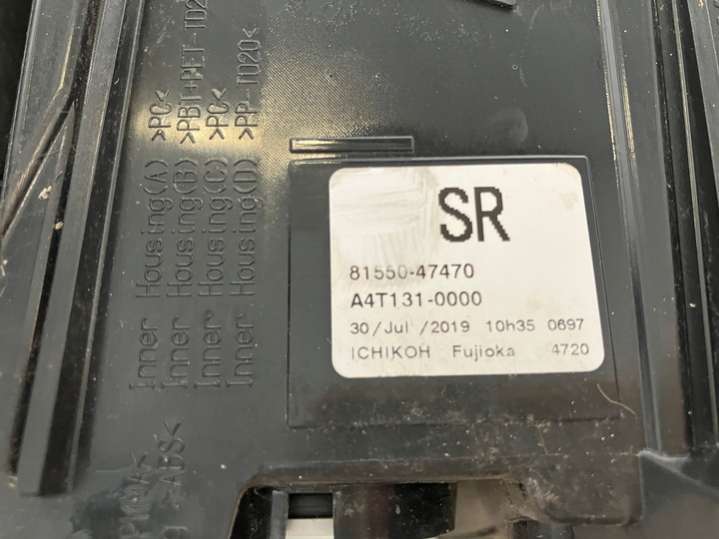 SR
81550-47470
A4T131-0000
30/Jul/2019 10h35 0697
ICHIKOH Fujioka 4720
Inner Housing(A) >PC<
Inner Housing(B) >PBT+PET-TD2
Inner Housing(C) >PC<
Inner Housing(D) >PP-TD20<
>ABS<